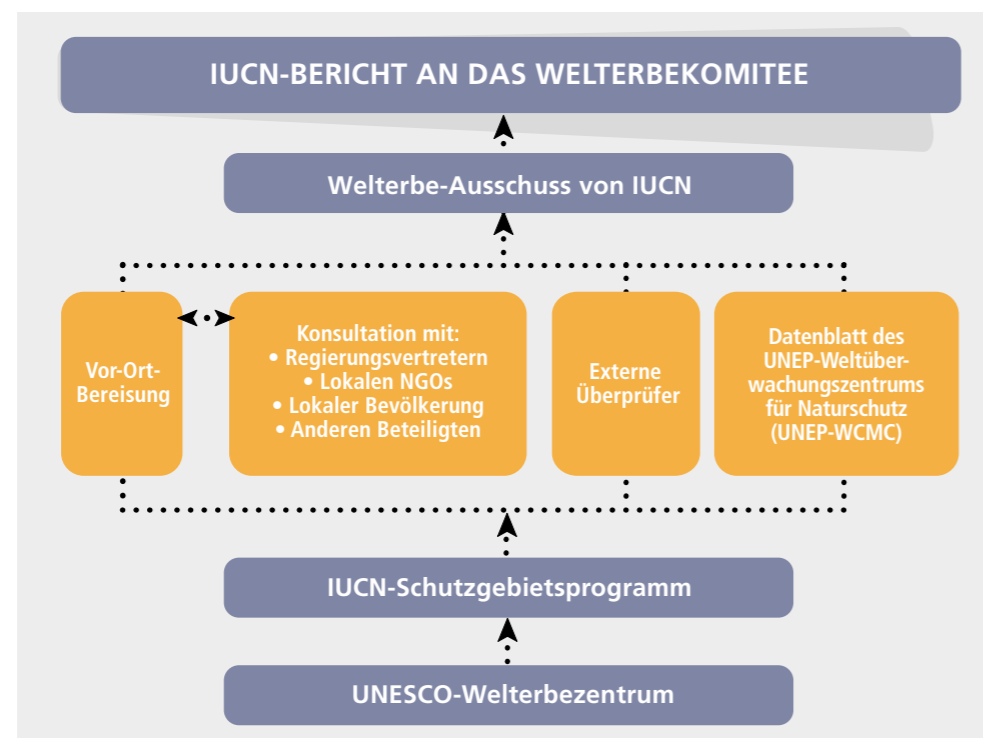 IUCN-BERICHT AN DAS WELTERBEKOMITEE
Welterbe-Ausschuss von IUCN
Vor-Ort-
Bereisung
Konsultation mit:
• Regierungsvertretern
• Lokalen NGOs
• Lokaler Bevölkerung
• Anderen Beteiligten
Externe
Überprüfer
Datenblatt des
UNEP-Weltüber-
wachungszentrums
für Naturschutz
(UNEP-WCMC)
IUCN-Schutzgebietsprogramm
UNESCO-Welterbezentrum